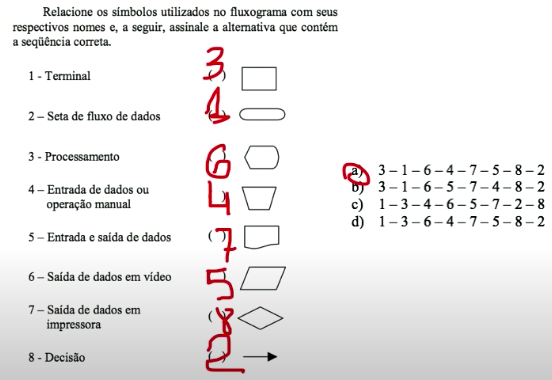 Relacione os símbolos utilizados no fluxograma com seus
respectivos nomes e, a seguir, assinale a alternativa que contém
a seqüência correta.
1 - Terminal
3
( )
2 – Seta de fluxo de dados
1
( )
3 - Processamento
6
( )
4 – Entrada de dados ou
operação manual
4
( )
5 – Entrada e saída de dados
( ) 7
6 – Saída de dados em vídeo
5
( )
7 – Saída de dados em
impressora
( ) 8
8 - Decisão
2
( )
a) 3 – 1 – 6 – 4 – 7 – 5 – 8 – 2
b) 3 – 1 – 6 – 5 – 7 – 4 – 8 – 2
c) 1 – 3 – 4 – 6 – 5 – 7 – 2 – 8
d) 1 – 3 – 6 – 4 – 7 – 5 – 8 – 2